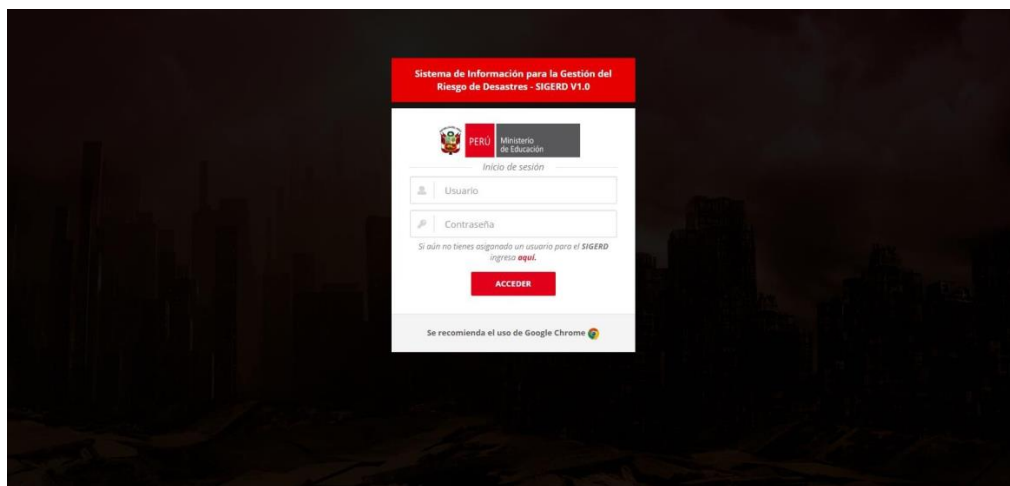 Sistema de Información para la Gestión del
Riesgo de Desastres - SIGERD V1.0
PERÚ
Ministerio
de Educación
Inicio de sesión
Usuario
Contraseña
Si aún no tienes asiganado un usuario para el SIGERD
ingresa aquí.
ACCEDER
Se recomienda el uso de Google Chrome